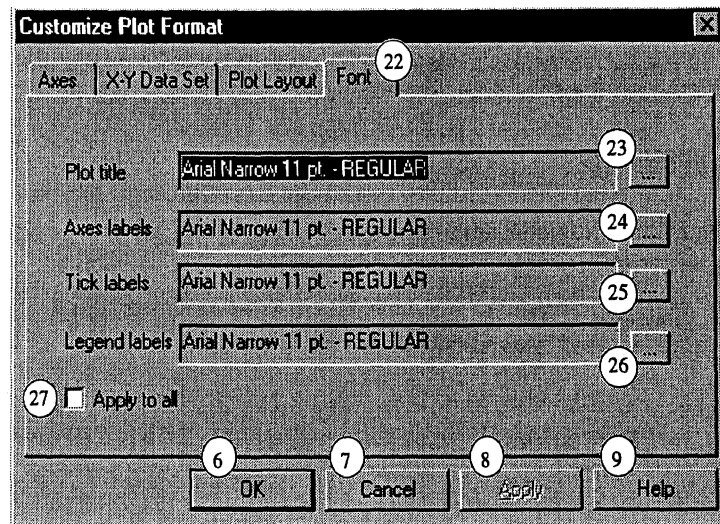 Customize Plot Format
22
Axes X-Y Data Set Plot Layout Font
23
Plot title Arial Narrow 11 pt. - REGULAR ...
24
Axes labels Arial Narrow 11 pt. - REGULAR ...
Tick labels Arial Narrow 11 pt. - REGULAR ...
25
Legend labels Arial Narrow 11 pt. - REGULAR ...
26
27 Apply to all
6 7 8 9
OK Cancel Apply Help